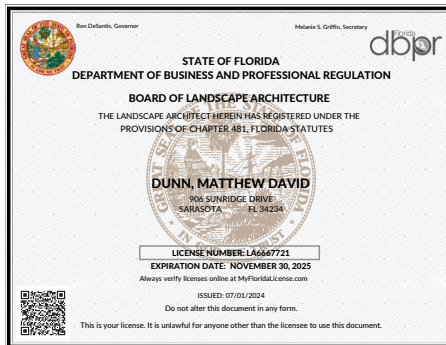 Ron DeSantis, Governor
Melanie S. Griffin, Secretary
Florida
dbpr
STATE OF FLORIDA
DEPARTMENT OF BUSINESS AND PROFESSIONAL REGULATION
BOARD OF LANDSCAPE ARCHITECTURE
THE LANDSCAPE ARCHITECT HEREIN HAS REGISTERED UNDER THE
PROVISIONS OF CHAPTER 481, FLORIDA STATUTES
DUNN, MATTHEW DAVID
906 SUNRIDGE DRIVE
SARASOTA FL 34234
LICENSE NUMBER: LA6667721
EXPIRATION DATE: NOVEMBER 30, 2025
Always verify licenses online at MyFloridaLicense.com
ISSUED: 07/01/2024
Do not alter this document in any form.
This is your license. It is unlawful for anyone other than the licensee to use this document.